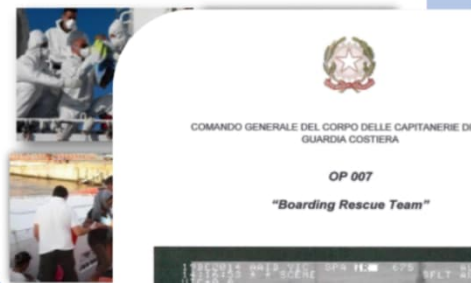 COMANDO GENERALE DEL CORPO DELLE CAPITANERIE DI
GUARDIA COSTIERA
OP 007
“Boarding Rescue Team”